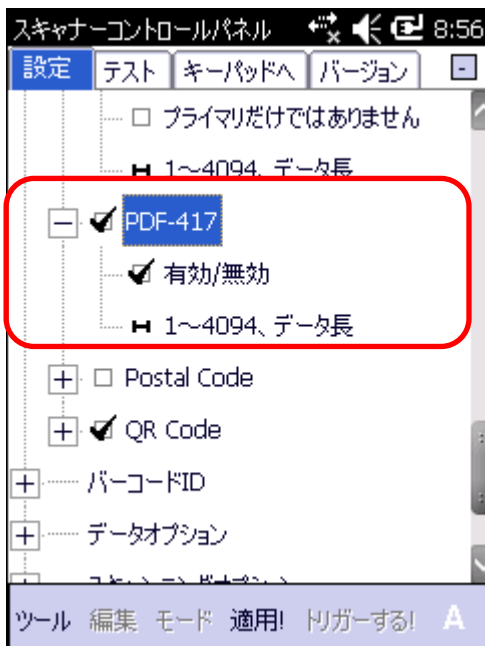 スキャナーコントロールパネル 8:56
設定 テスト キーパッドへ バージョン
プライマリだけではありません
1～4094、データ長
PDF-417
有効/無効
1～4094、データ長
Postal Code
QR Code
バーコードID
データオプション
ツール 編集 モード 適用! トリガーする! A